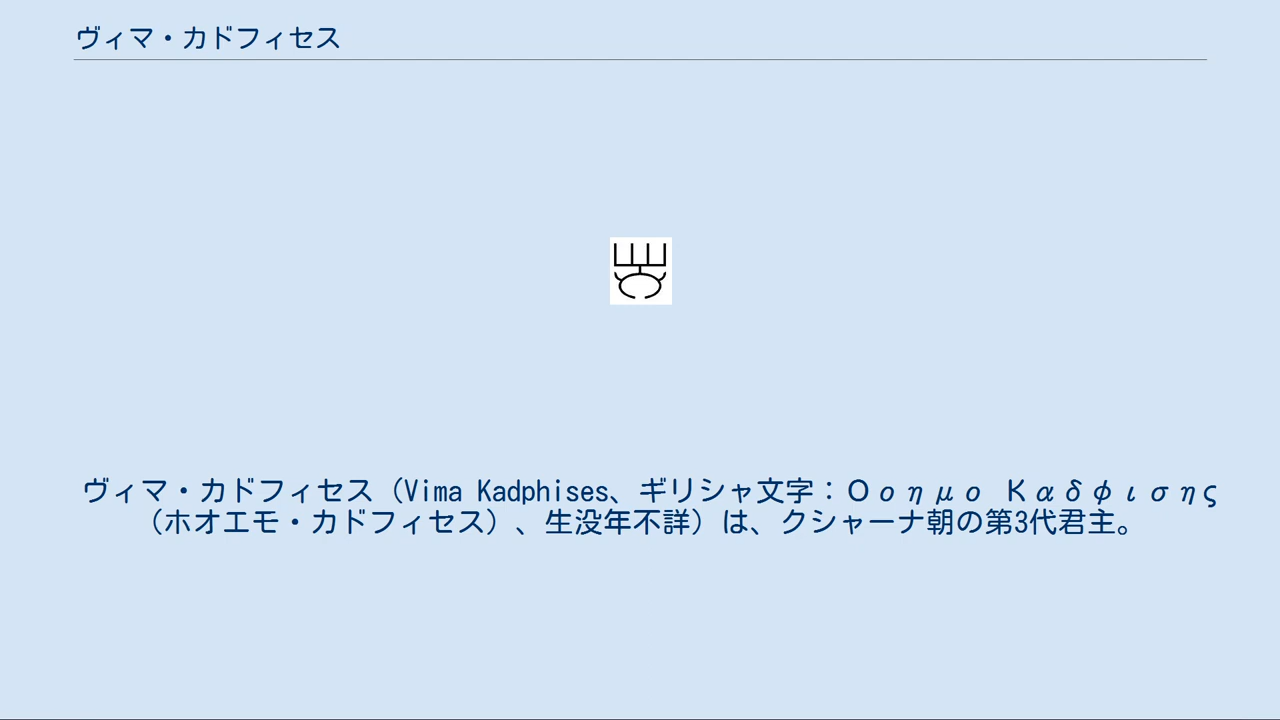 ヴィマ・カドフィセス
ヴィマ・カドフィセス（Vima Kadphises、ギリシャ文字：Οοημο Καδφισης
（ホオエモ・カドフィセス）、生没年不詳）は、クシャーナ朝の第3代君主。